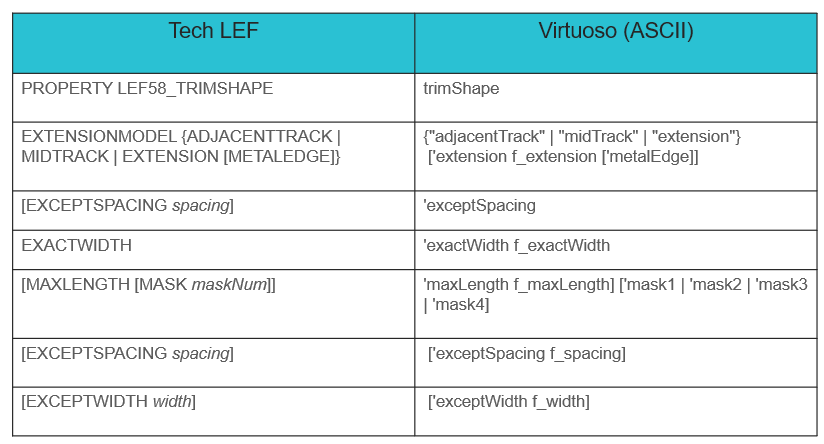 Tech LEF
Virtuoso (ASCII)
PROPERTY LEF58_TRIMSHAPE
trimShape
EXTENSIONMODEL {ADJACENTTRACK |
MIDTRACK | EXTENSION [METALEDGE]}
{"adjacentTrack" | "midTrack" | "extension"}
['extension f_extension ['metalEdge]]
[EXCEPTSPACING spacing]
'exceptSpacing
EXACTWIDTH
'exactWidth f_exactWidth
[MAXLENGTH [MASK maskNum]]
'maxLength f_maxLength] ['mask1 | 'mask2 | 'mask3
| 'mask4]
[EXCEPTSPACING spacing]
['exceptSpacing f_spacing]
[EXCEPTWIDTH width]
['exceptWidth f_width]